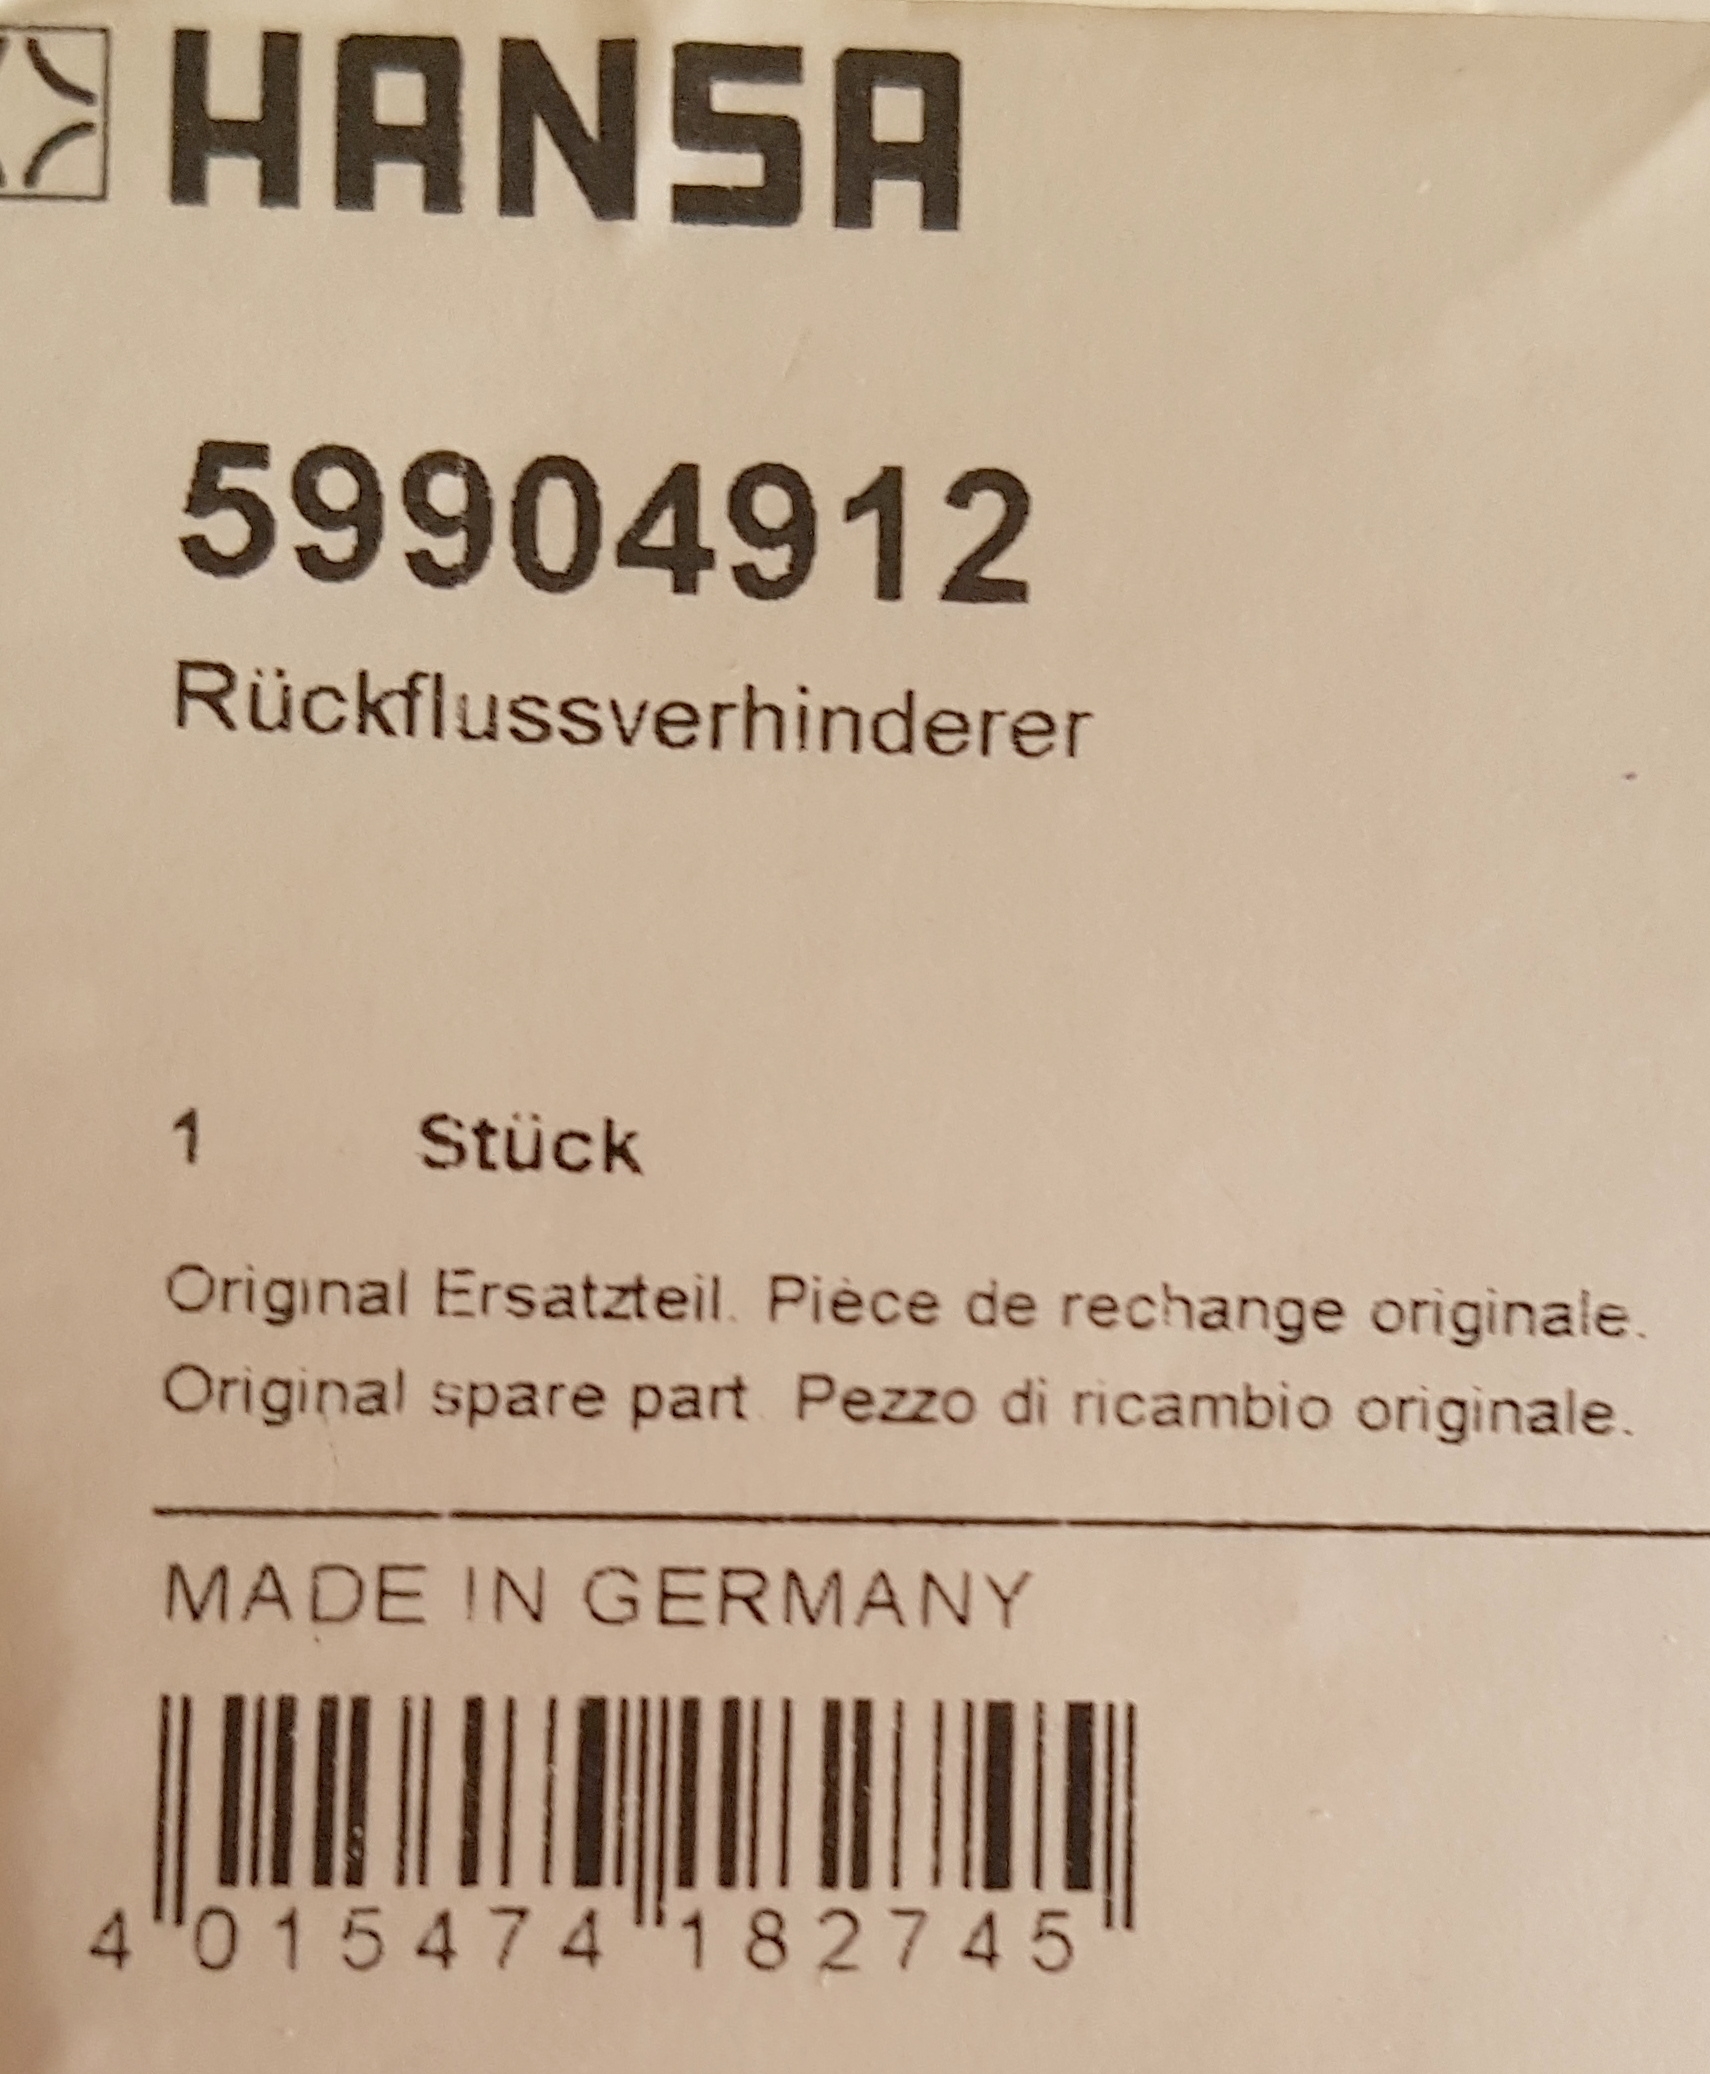 HANSA
59904912
Rückflussverhinderer
1 Stück
Original Ersatzteil. Pièce de rechange originale.
Original spare part. Pezzo di ricambio originale.
MADE IN GERMANY
4 015474 182745